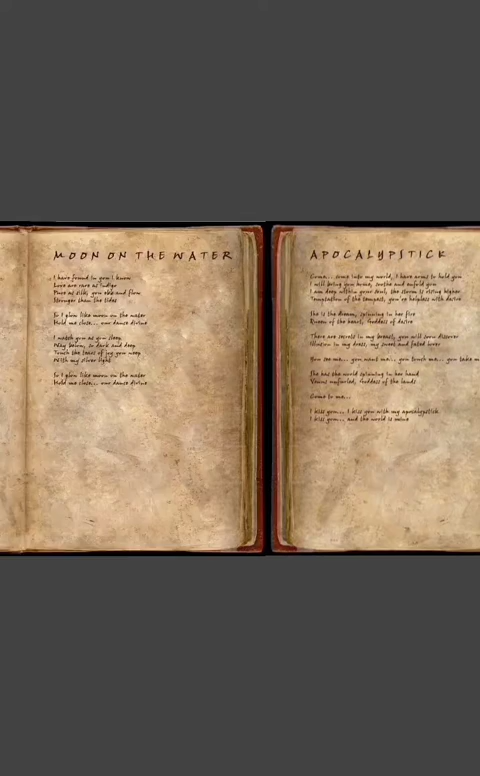 MOON ON THE WATER
I have found in you I know
Love one rare as indigo
Pure as silk, you ebb and flow
Stronger than the tides
So I glow like moon on the water
Hold me close... our dance divine
I watch you as you sleep
Way below, so dark and deep
Touch the tears of joy you weep
With my silver light
So I glow like moon on the water
Hold me close... our dance divine
APOCALYPSTICK
Come... come into my world, I have arms to hold you
I will bring you home, soothe and enfold you
I am deep within your soul, the storm is rising higher
Temptation of the tempest, you're helpless with desire
She is the dream, spinning in her fire
Queen of the heart, goddess of desire
There are secrets in my breast, you will soon discover
Illusion in my dress, my sweet and fated lover
You see me... you want me... you touch me... you take m
She has the world spinning in her hand
Venus unfurled, goddess of the lands
Come to me...
I kiss you... I kiss you with my apocalypstick
I kiss you... and the world is mine